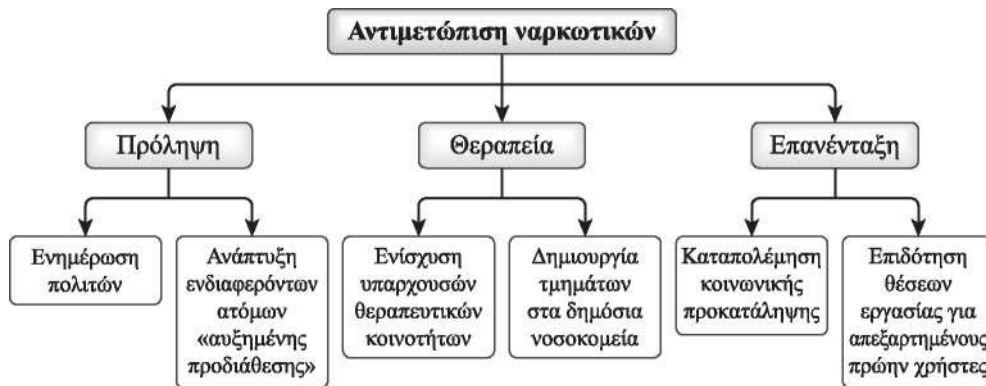 Αντιμετώπιση ναρκωτικών
Πρόληψη
Θεραπεία
Επανένταξη
Ενημέρωση
πολιτών
Ανάπτυξη
ενδιαφερόντων
ατόμων
«αυξημένης
προδιάθεσης»
Ενίσχυση
υπαρχουσών
θεραπευτικών
κοινοτήτων
Δημιουργία
τμημάτων
στα δημόσια
νοσοκομεία
Καταπολέμηση
κοινωνικής
προκατάληψης
Επιδότηση
θέσεων
εργασίας για
απεξαρτημένους
πρώην χρήστες